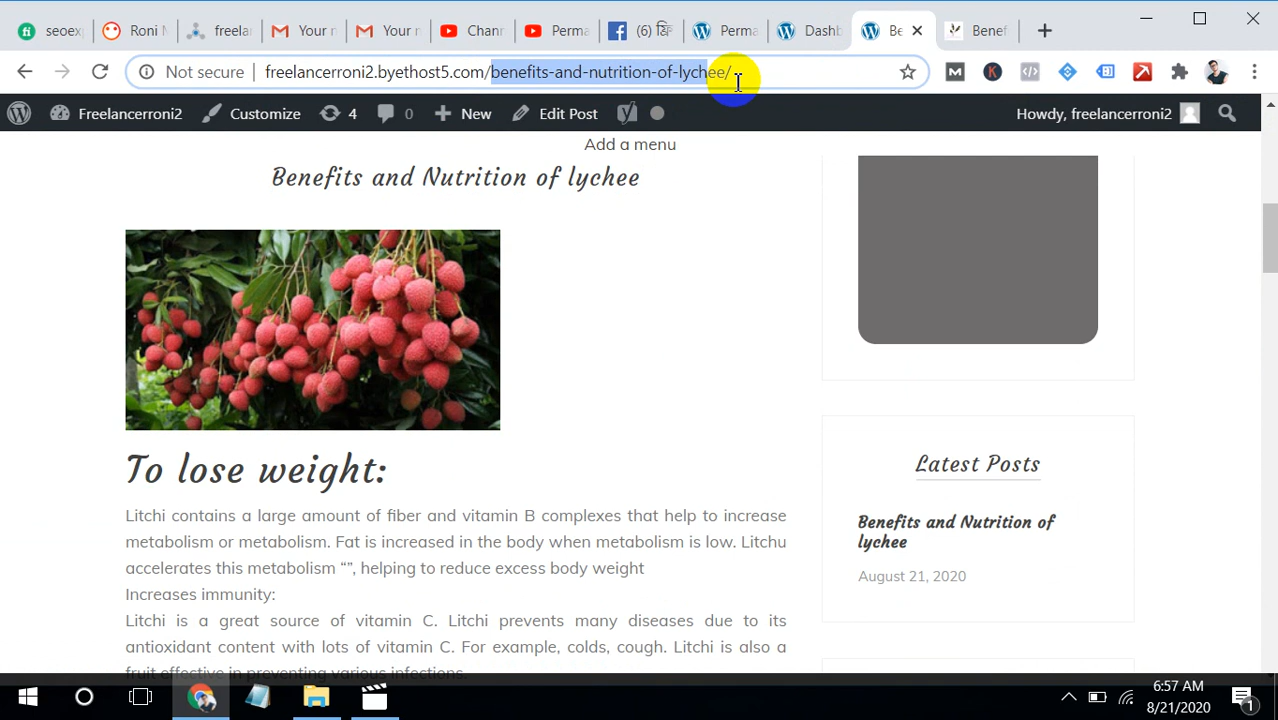 seoex
Roni M
freela
Your r
Your r
Chann
Perma
(6) हि
Perma
Dashb
Be
Benef
Not secure
freelancerroni2.byethost5.com/benefits-and-nutrition-of-lychee/
Freelancerroni2
Customize
4
0
New
Edit Post
Howdy, freelancerroni2
Add a menu
Benefits and Nutrition of lychee
To lose weight:
Litchi contains a large amount of fiber and vitamin B complexes that help to increase
metabolism or metabolism. Fat is increased in the body when metabolism is low. Litchu
accelerates this metabolism “”, helping to reduce excess body weight
Increases immunity:
Litchi is a great source of vitamin C. Litchi prevents many diseases due to its
antioxidant content with lots of vitamin C. For example, colds, cough. Litchi is also a
fruit effective in preventing various infections.
Latest Posts
Benefits and Nutrition of
lychee
August 21, 2020
6:57 AM
8/21/2020
1